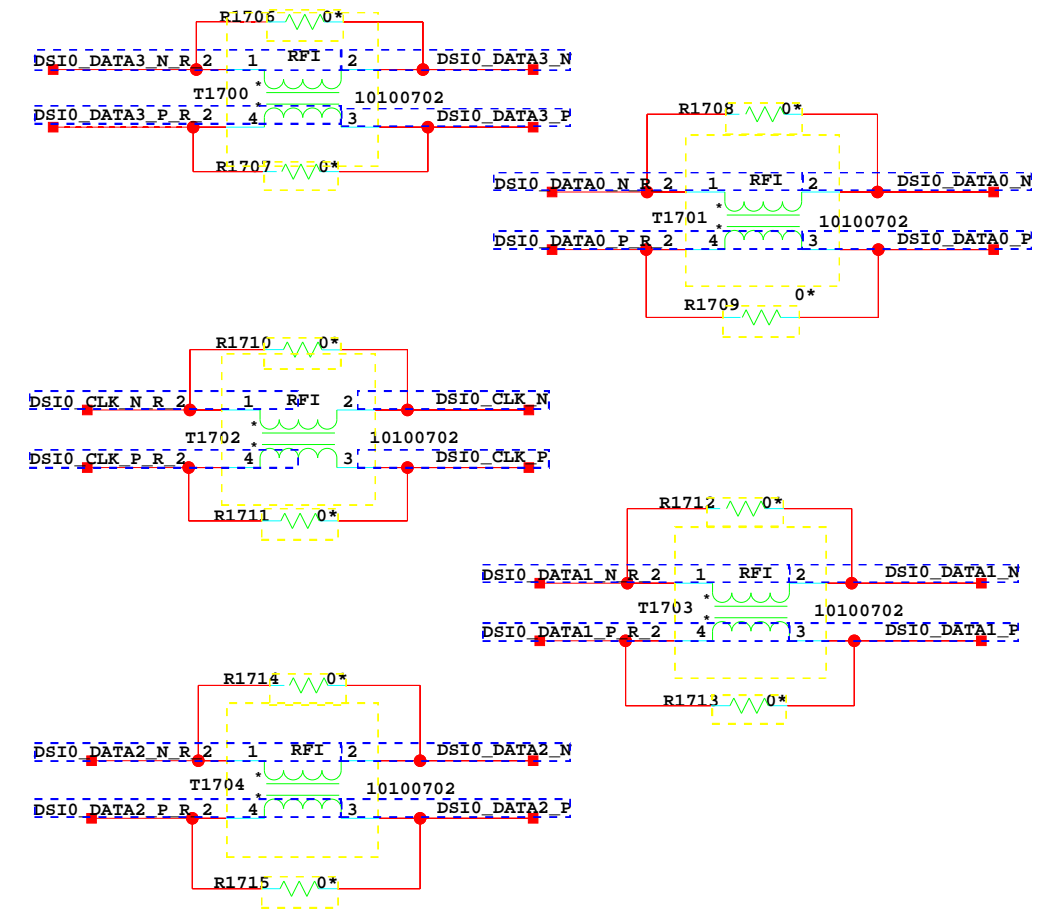 R1706 0*
DSI0_DATA3_N_R_2 1 RFI 2 DSI0_DATA3_N
T1700 * * 10100702
DSI0_DATA3_P_R_2 4 3 DSI0_DATA3_P
R1707 0*
R1708 0*
DSI0_DATA0_N_R_2 1 RFI 2 DSI0_DATA0_N
T1701 * * 10100702
DSI0_DATA0_P_R_2 4 3 DSI0_DATA0_P
R1709 0*
R1710 0*
DSI0_CLK_N_R_2 1 RFI 2 DSI0_CLK_N
T1702 * * 10100702
DSI0_CLK_P_R_2 4 3 DSI0_CLK_P
R1711 0*
R1712 0*
DSI0_DATA1_N_R_2 1 RFI 2 DSI0_DATA1_N
T1703 * * 10100702
DSI0_DATA1_P_R_2 4 3 DSI0_DATA1_P
R1713 0*
R1714 0*
DSI0_DATA2_N_R_2 1 RFI 2 DSI0_DATA2_N
T1704 * * 10100702
DSI0_DATA2_P_R_2 4 3 DSI0_DATA2_P
R1715 0*